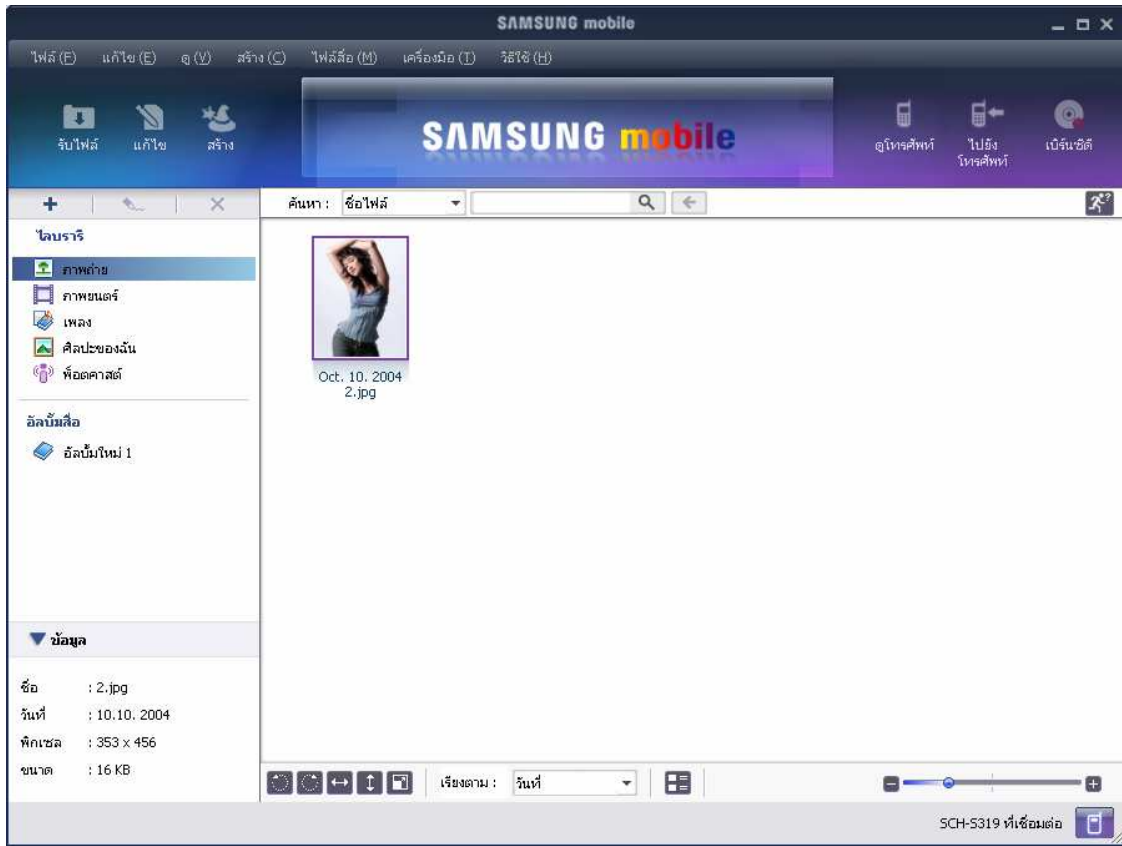 SAMSUNG mobile
ไฟล์ (F) แก้ไข (E) ดู (V) สร้าง (C) ไฟล์สื่อ (M) เครื่องมือ (T) วิธีใช้ (H)
รับไฟล์ แก้ไข สร้าง
SAMSUNG mobile
ดูโทรศัพท์ ไปยังโทรศัพท์ เบิร์นซีดี
ค้นหา : ชื่อไฟล์
ไลบรารี
ภาพถ่าย
ภาพยนตร์
เพลง
ศิลปะของฉัน
พ็อตคาสต์
อัลบั้มสื่อ
อัลบั้มใหม่ 1
Oct. 10. 2004
2.jpg
ข้อมูล
ชื่อ : 2.jpg
วันที่ : 10.10. 2004
พิกเซล : 353 x 456
ขนาด : 16 KB
เรียงตาม : วันที่
SCH-S319 ที่เชื่อมต่อ